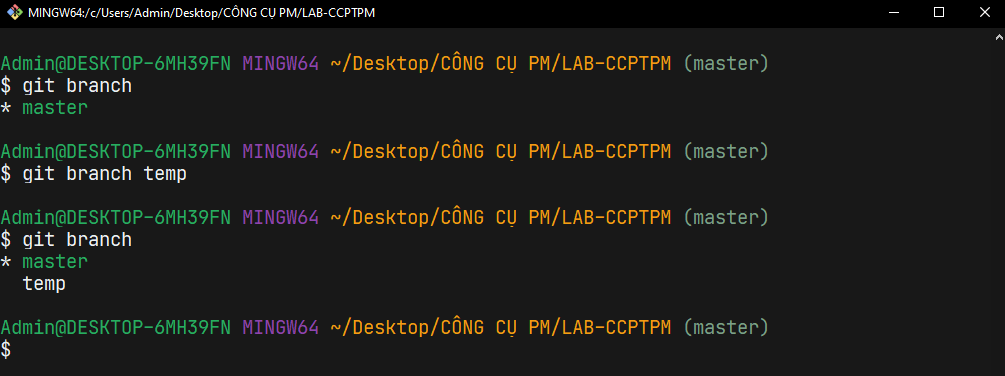 MINGW64:/c/Users/Admin/Desktop/CÔNG CỤ PM/LAB-CCPTPM
Admin@DESKTOP-6MH39FN MINGW64 ~/Desktop/CÔNG CỤ PM/LAB-CCPTPM (master)
$ git branch
* master
Admin@DESKTOP-6MH39FN MINGW64 ~/Desktop/CÔNG CỤ PM/LAB-CCPTPM (master)
$ git branch temp
Admin@DESKTOP-6MH39FN MINGW64 ~/Desktop/CÔNG CỤ PM/LAB-CCPTPM (master)
$ git branch
* master
  temp
Admin@DESKTOP-6MH39FN MINGW64 ~/Desktop/CÔNG CỤ PM/LAB-CCPTPM (master)
$